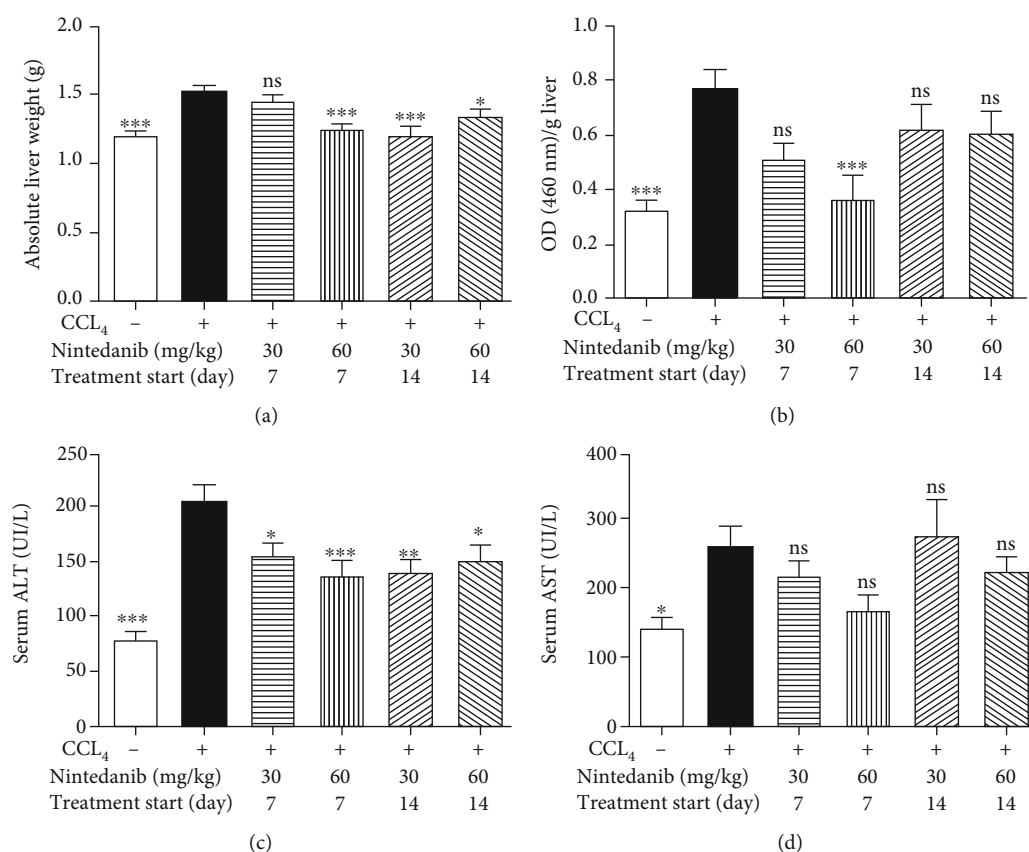 2.0
1.5
1.0
0.5
0.0
Absolute liver weight (g)
***
ns
***
***
*
CCL4 – + + + + +
Nintedanib (mg/kg) 30 60 30 60
Treatment start (day) 7 7 14 14
(a)
1.0
0.8
0.6
0.4
0.2
0.0
OD (460 nm)/g liver
***
ns
***
ns
ns
CCL4 – + + + + +
Nintedanib (mg/kg) 30 60 30 60
Treatment start (day) 7 7 14 14
(b)
250
200
150
100
50
0
Serum ALT (UI/L)
***
*
***
**
*
CCL4 – + + + + +
Nintedanib (mg/kg) 30 60 30 60
Treatment start (day) 7 7 14 14
(c)
400
300
200
100
0
Serum AST (UI/L)
*
ns
ns
ns
ns
CCL4 – + + + + +
Nintedanib (mg/kg) 30 60 30 60
Treatment start (day) 7 7 14 14
(d)